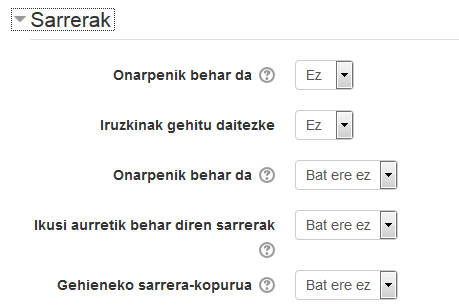 Sarrerak
Onarpenik behar da Ez
Iruzkinak gehitu daitezke Ez
Onarpenik behar da Bat ere ez
Ikusi aurretik behar diren sarrerak Bat ere ez
Gehieneko sarrera-kopurua Bat ere ez